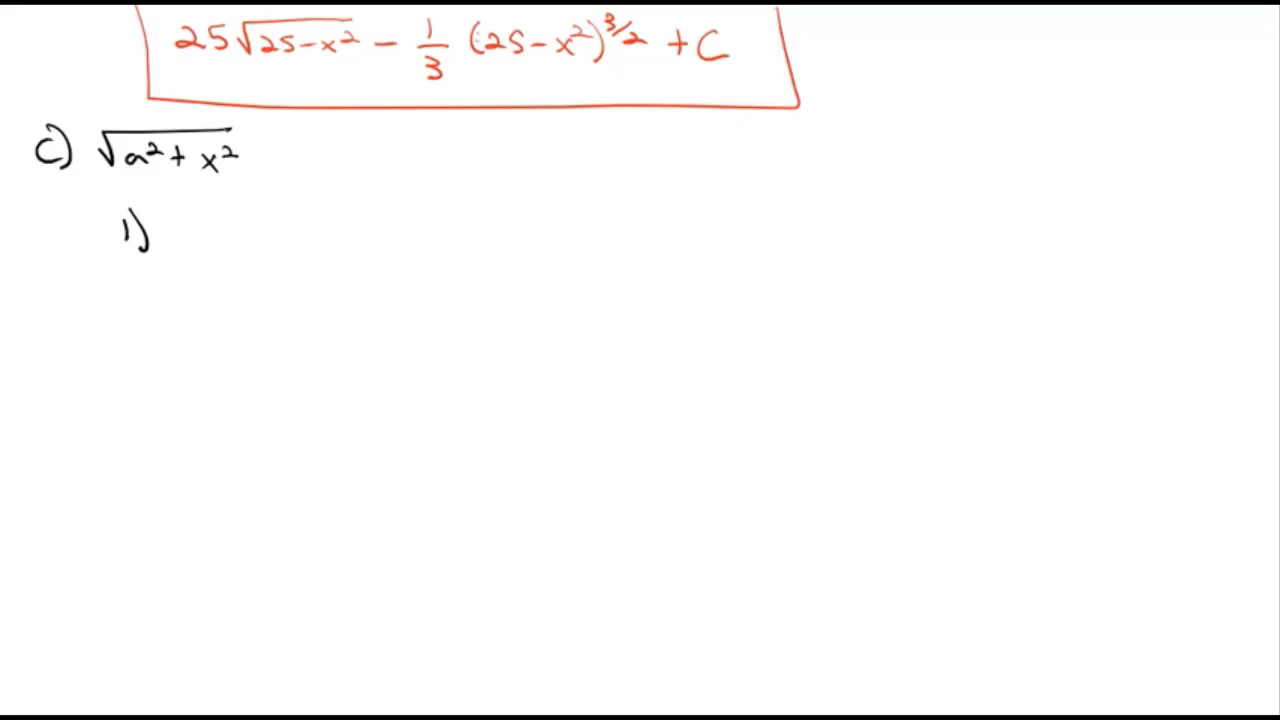 25√25-x² - 1/3 (25-x²)^3/2 + C
c) √a² + x²
1)